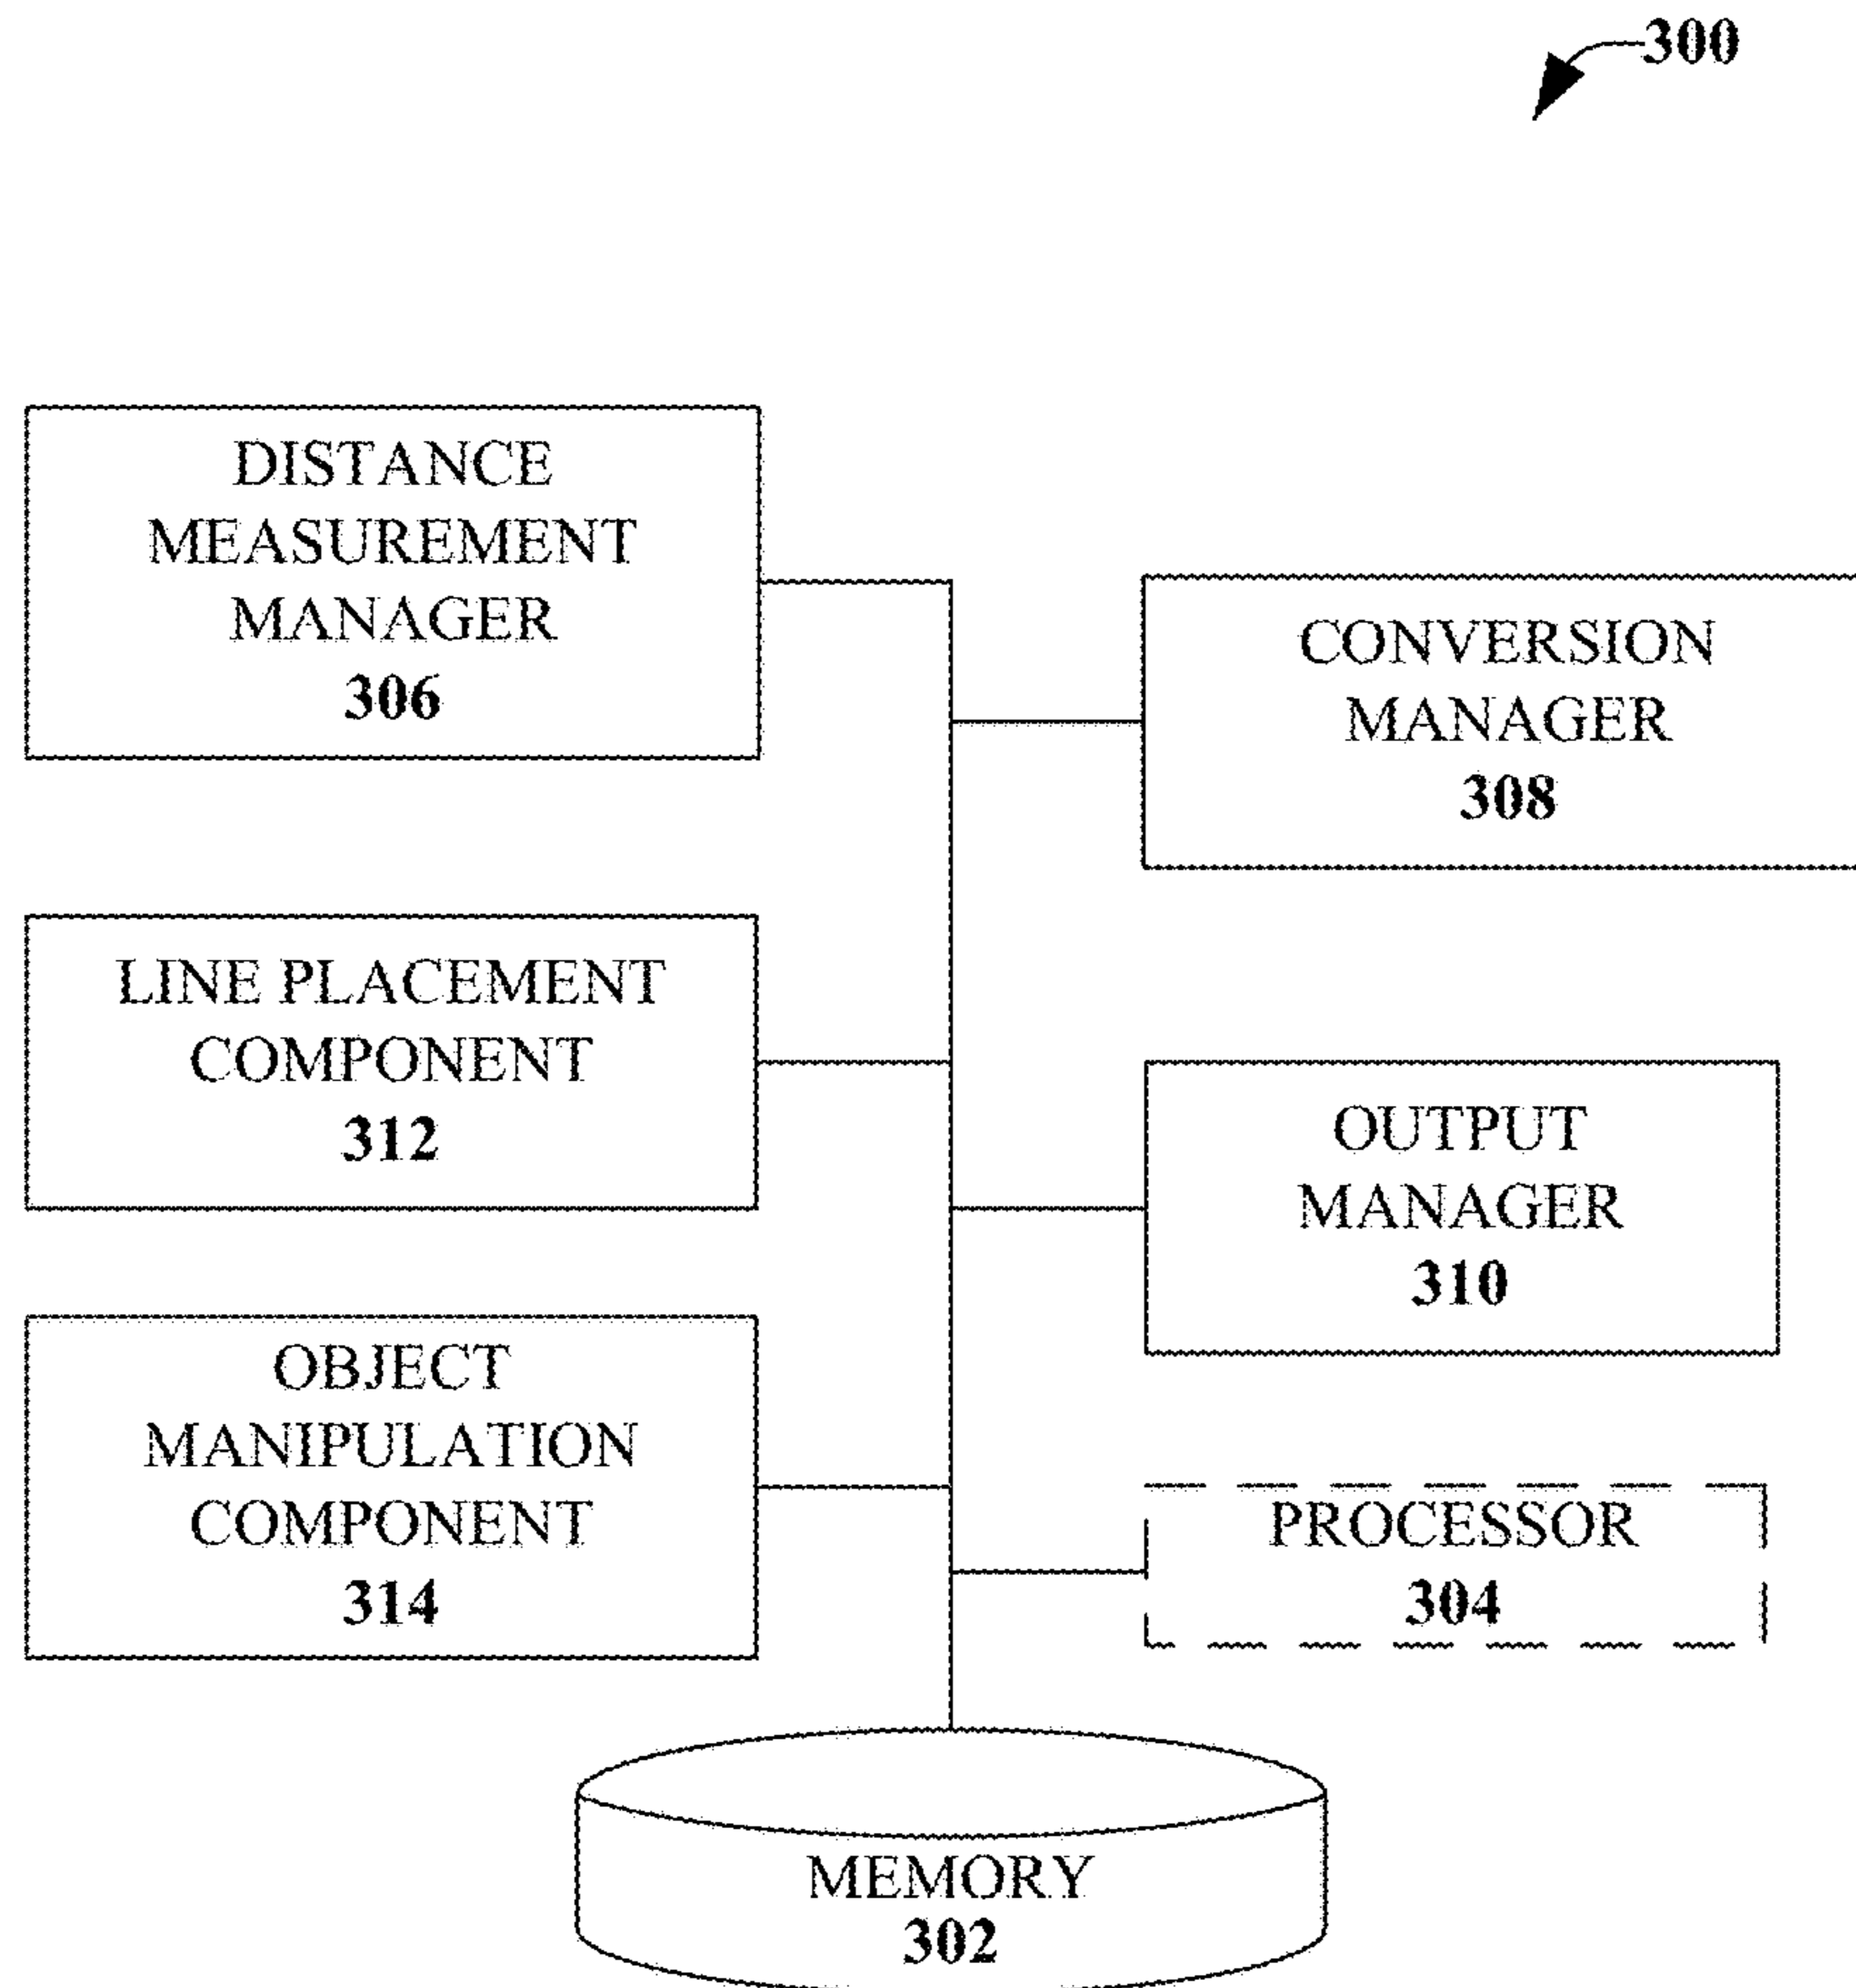 300
DISTANCE
MEASUREMENT
MANAGER
306
CONVERSION
MANAGER
308
LINE PLACEMENT
COMPONENT
312
OUTPUT
MANAGER
310
OBJECT
MANIPULATION
COMPONENT
314
PROCESSOR
304
MEMORY
302